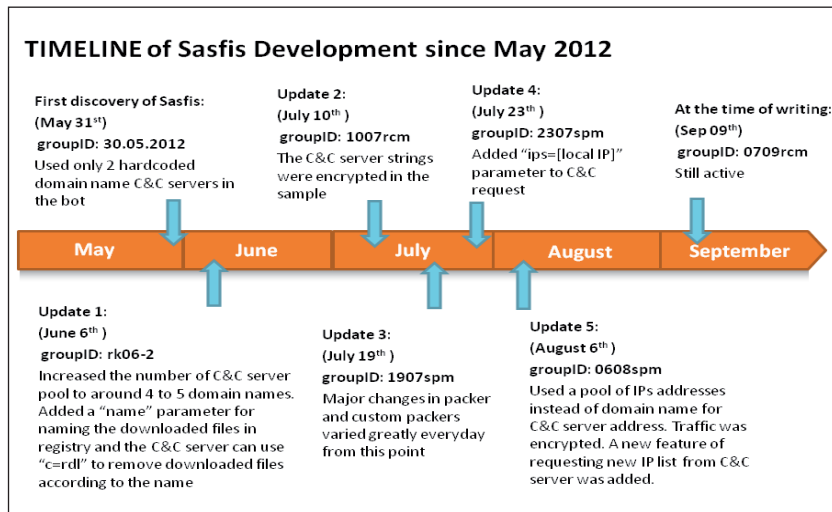 TIMELINE of Sasfis Development since May 2012
First discovery of Sasfis:
(May 31st)
groupID: 30.05.2012
Used only 2 hardcoded
domain name C&C servers in
the bot
Update 2:
(July 10th )
groupID: 1007rcm
The C&C server strings
were encrypted in the
sample
Update 4:
(July 23th )
groupID: 2307spm
Added “ips=[local IP]”
parameter to C&C
request
At the time of writing:
(Sep 09th)
groupID: 0709rcm
Still active
May June July August September
Update 1:
(June 6th )
groupID: rk06-2
Increased the number of C&C server
pool to around 4 to 5 domain names.
Added a “name” parameter for
naming the downloaded files in
registry and the C&C server can use
“c=rdl” to remove downloaded files
according to the name
Update 3:
(July 19th )
groupID: 1907spm
Major changes in packer
and custom packers
varied greatly everyday
from this point
Update 5:
(August 6th )
groupID: 0608spm
Used a pool of IPs addresses
instead of domain name for
C&C server address. Traffic was
encrypted. A new feature of
requesting new IP list from C&C
server was added.